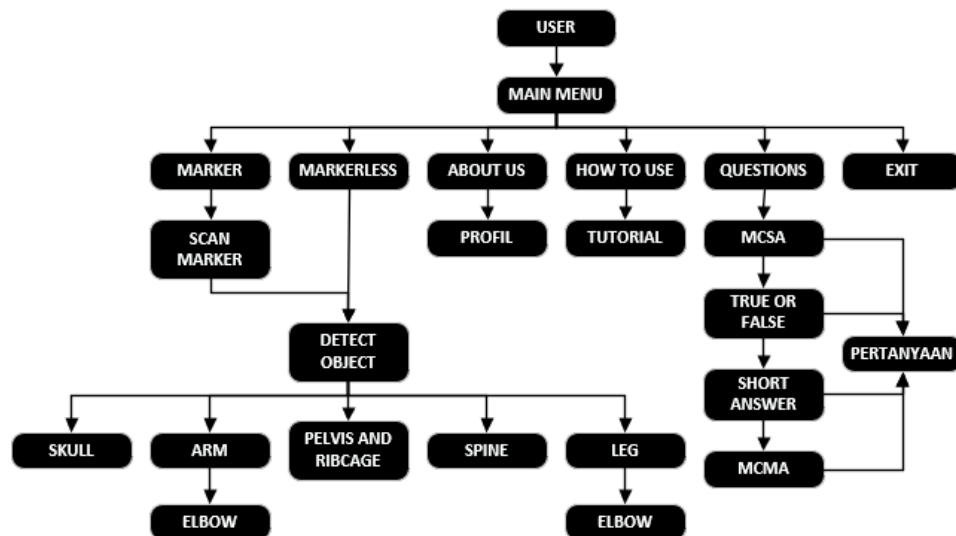 USER
MAIN MENU
MARKER
MARKERLESS
ABOUT US
HOW TO USE
QUESTIONS
EXIT
SCAN
MARKER
PROFIL
TUTORIAL
MCSA
TRUE OR
FALSE
DETECT
OBJECT
PERTANYAAN
SHORT
ANSWER
SKULL
ARM
PELVIS AND
RIBCAGE
SPINE
LEG
MCMA
ELBOW
ELBOW